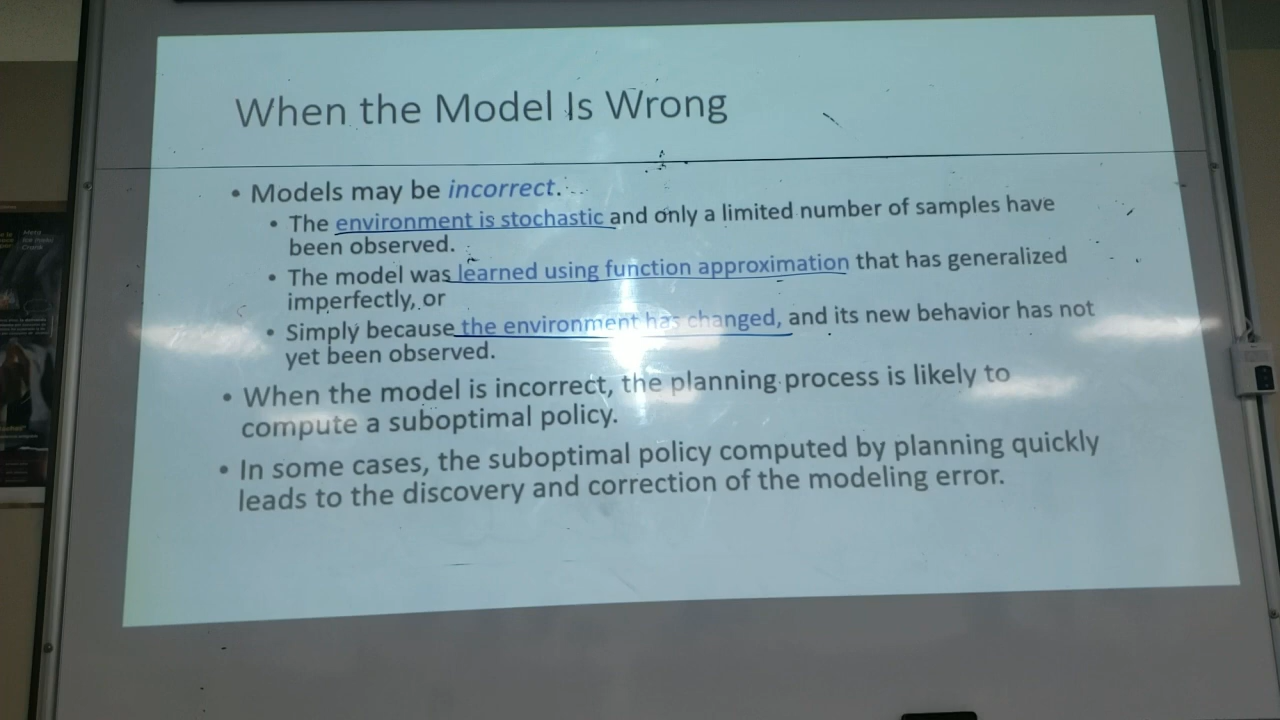 When the Model Is Wrong
• Models may be incorrect.
• The environment is stochastic and only a limited number of samples have
been observed.
• The model was learned using function approximation that has generalized
imperfectly, or
• Simply because the environment has changed, and its new behavior has not
yet been observed.
• When the model is incorrect, the planning process is likely to
compute a suboptimal policy.
• In some cases, the suboptimal policy computed by planning quickly
leads to the discovery and correction of the modeling error.